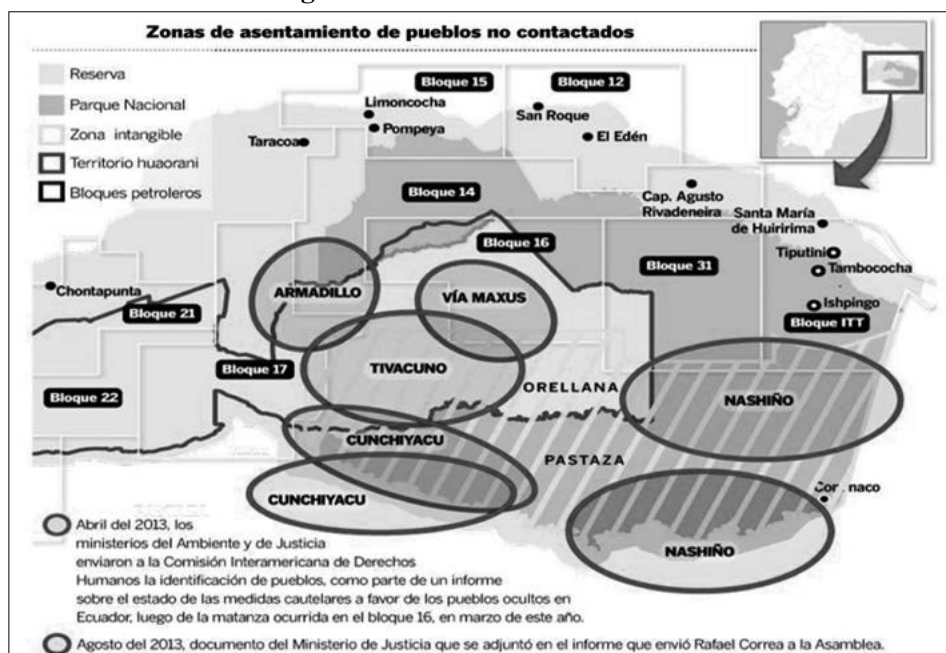 Zonas de asentamiento de pueblos no contactados
Reserva
Parque Nacional
Zona intangible
Territorio huaorani
Bloques petroleros
Bloque 15
Bloque 12
Limoncocha
Pompeya
San Roque
El Edén
Taracoa
Bloque 14
Cap. Agusto
Rivadeneira
Santa María
de Huiririma
Bloque 16
Tiputini
Bloque 31
Tambococha
ARMADILLO
VÍA MAXUS
Chontapunta
Ishpingo
Bloque 21
Bloque ITT
Bloque 17
TIVACUNO
ORELLANA
Bloque 22
NASHIÑO
CUNCHIYACU
PASTAZA
CUNCHIYACU
NASHIÑO
Abril del 2013, los
ministerios del Ambiente y de Justicia
enviaron a la Comisión Interamericana de Derechos
Humanos la identificación de pueblos, como parte de un informe
sobre el estado de las medidas cautelares a favor de los pueblos ocultos en
Ecuador, luego de la matanza ocurrida en el bloque 16, en marzo de este año.
Agosto del 2013, documento del Ministerio de Justicia que se adjuntó en el informe que envió Rafael Correa a la Asamblea.